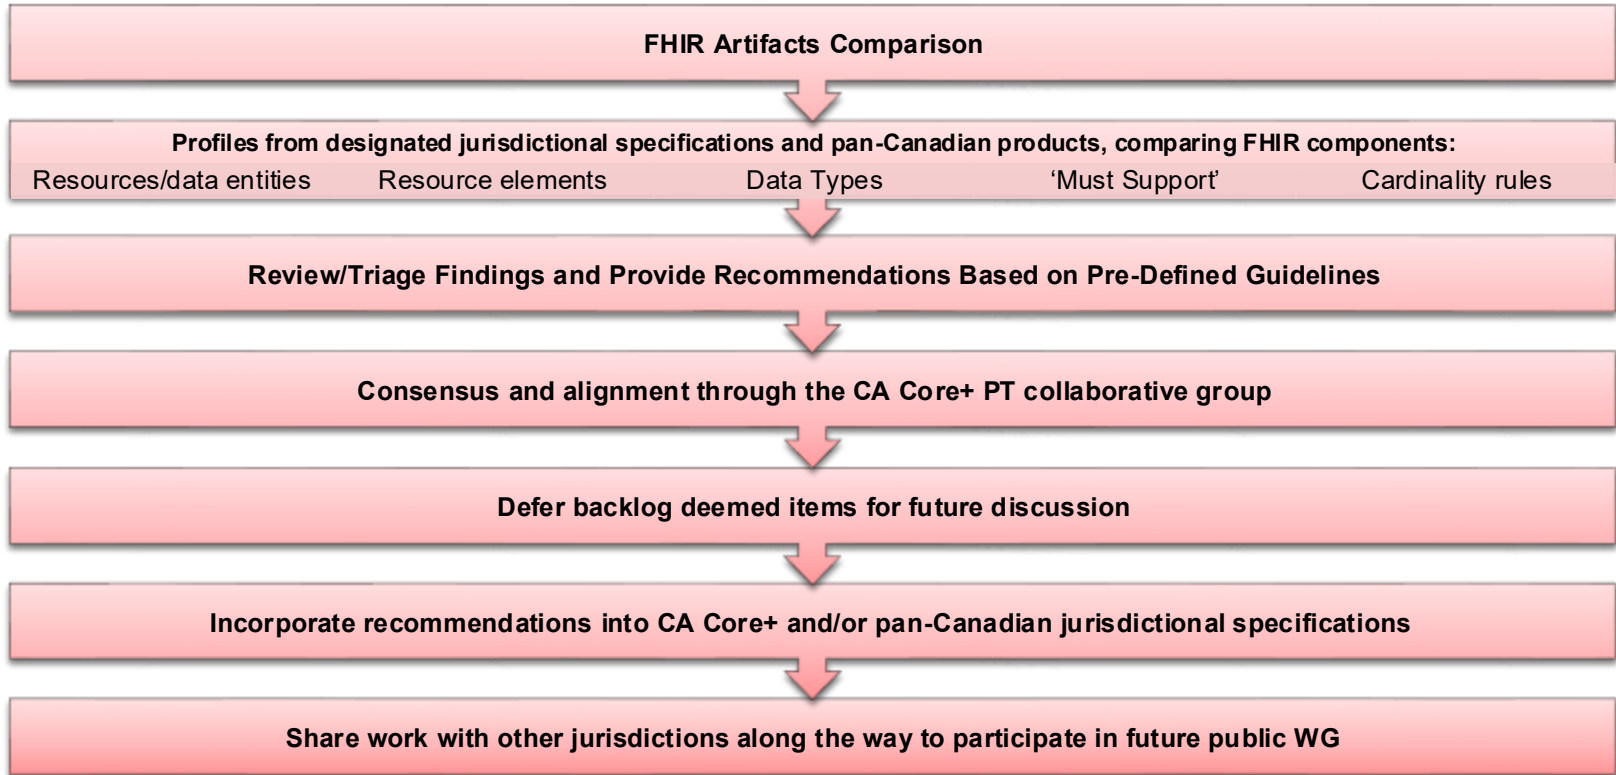 FHIR Artifacts Comparison
Profiles from designated jurisdictional specifications and pan-Canadian products, comparing FHIR components:
Resources/data entities Resource elements Data Types ‘Must Support’ Cardinality rules
Review/Triage Findings and Provide Recommendations Based on Pre-Defined Guidelines
Consensus and alignment through the CA Core+ PT collaborative group
Defer backlog deemed items for future discussion
Incorporate recommendations into CA Core+ and/or pan-Canadian jurisdictional specifications
Share work with other jurisdictions along the way to participate in future public WG